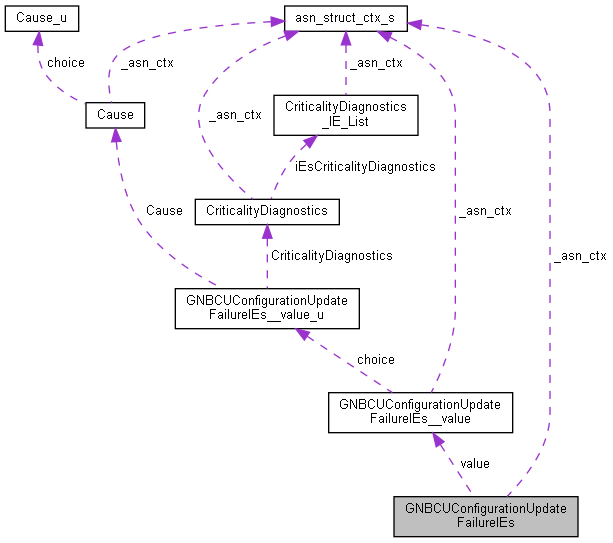 Cause_u
asn_struct_ctx_s
choice
_asn_ctx
_asn_ctx
Cause
CriticalityDiagnostics
_IE_List
_asn_ctx
iEsCriticalityDiagnostics
Cause
CriticalityDiagnostics
_asn_ctx
CriticalityDiagnostics
_asn_ctx
GNBCUConfigurationUpdate
FailureIEs__value_u
choice
GNBCUConfigurationUpdate
FailureIEs__value
value
GNBCUConfigurationUpdate
FailureIEs